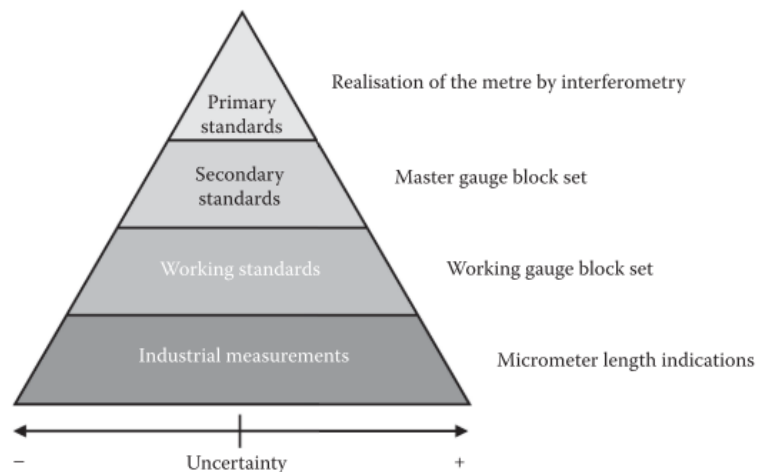 Realisation of the metre by interferometry
Primary
standards
Secondary
standards
Master gauge block set
Working standards
Working gauge block set
Industrial measurements
Micrometer length indications
− Uncertainty +